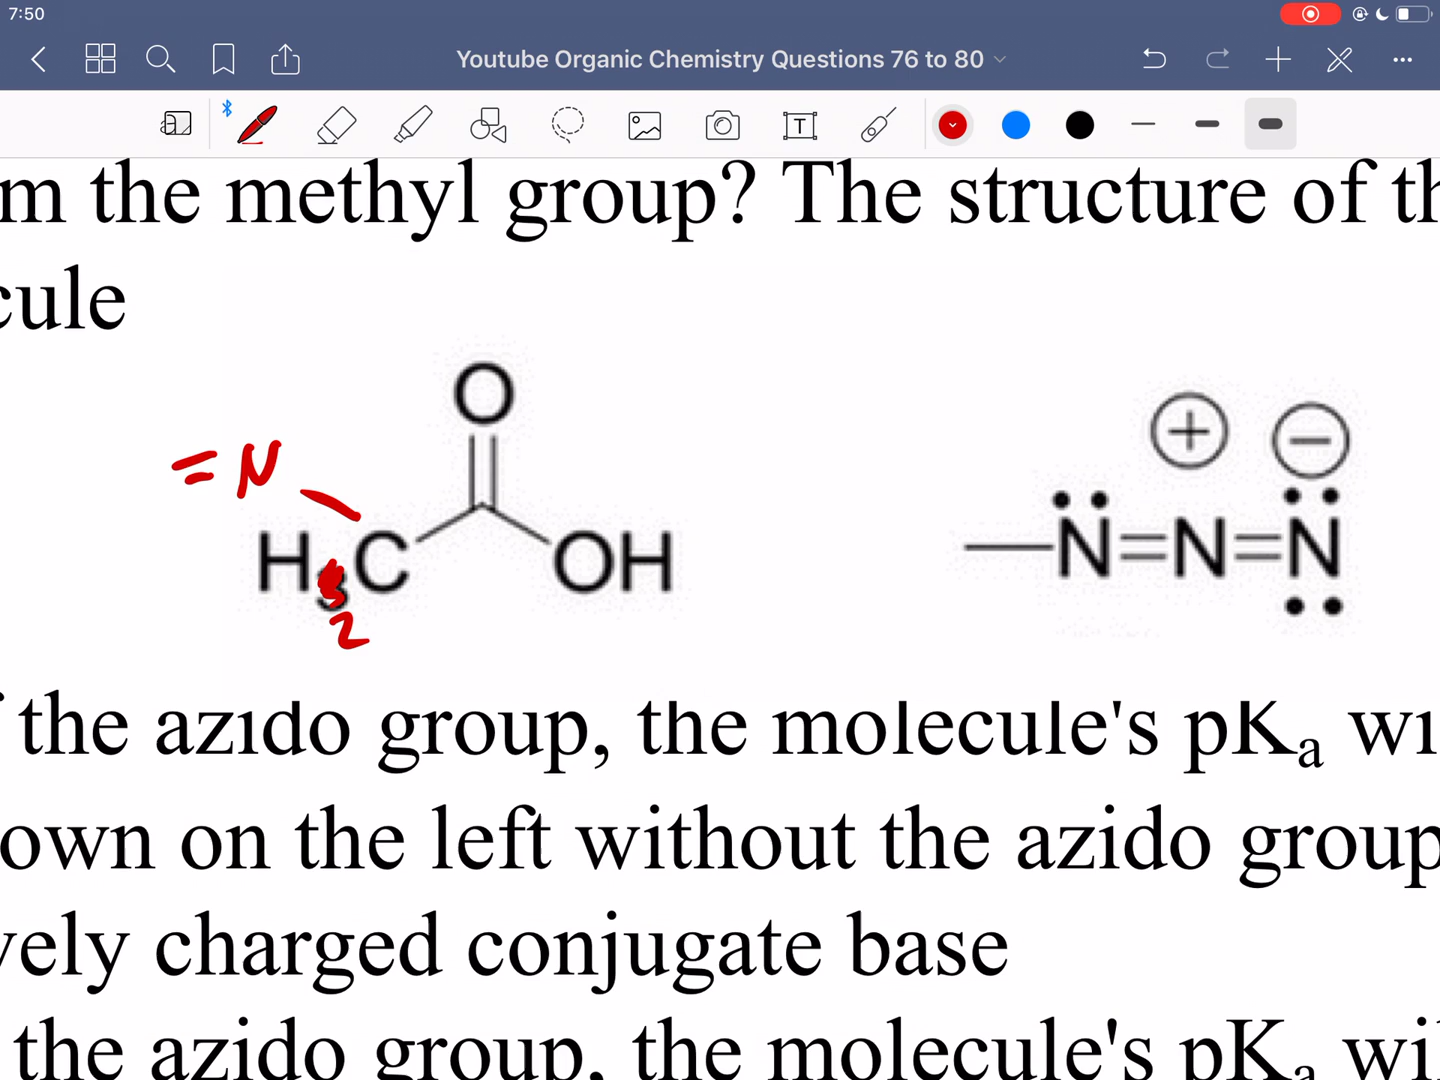 7:50
Youtube Organic Chemistry Questions 76 to 80
m the methyl group? The structure of th
cule
O
= N
H3C
OH
2
+ −
N=N=N
the azido group, the molecule's pKa wi
own on the left without the azido group
vely charged conjugate base
the azido group, the molecule's pKa wil